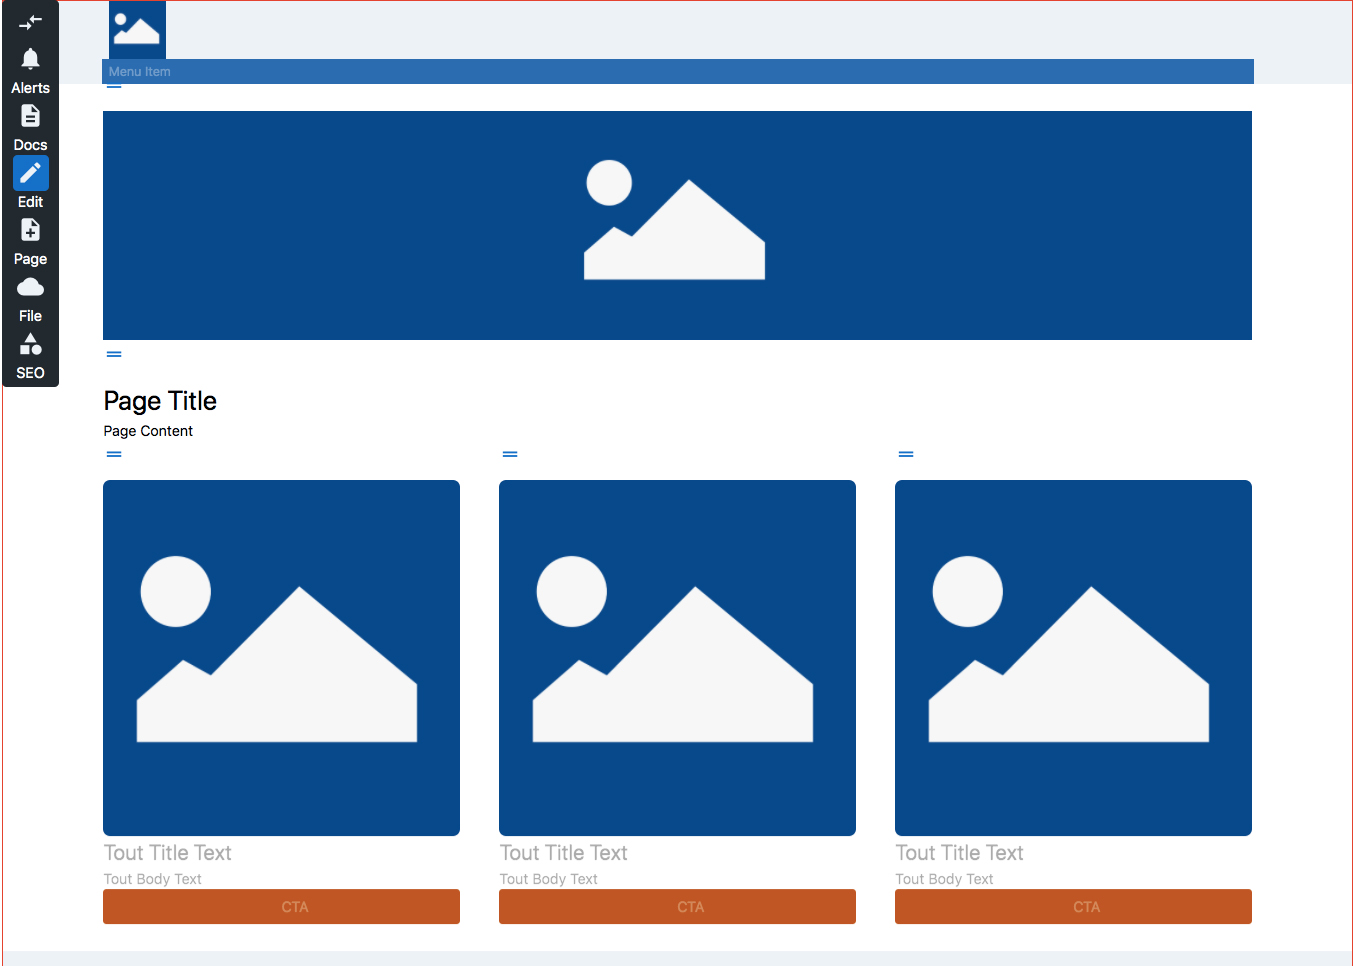 Menu Item
Alerts
Docs
Edit
Page
File
SEO
Page Title
Page Content
Tout Title Text
Tout Body Text
CTA
Tout Title Text
Tout Body Text
CTA
Tout Title Text
Tout Body Text
CTA